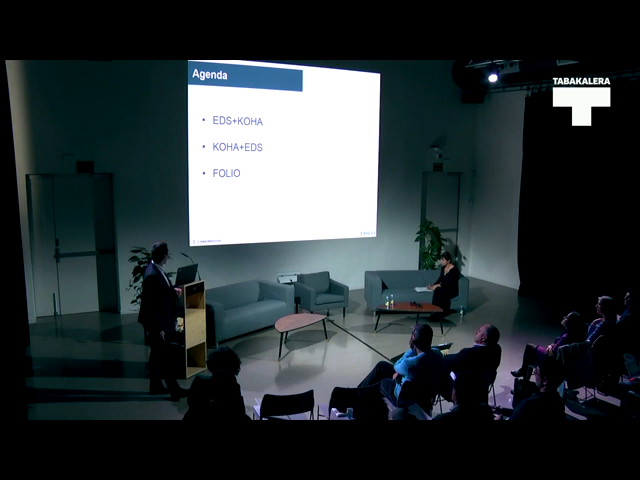 Agenda
TABAKALERA
• EDS+KOHA
• KOHA+EDS
• FOLIO